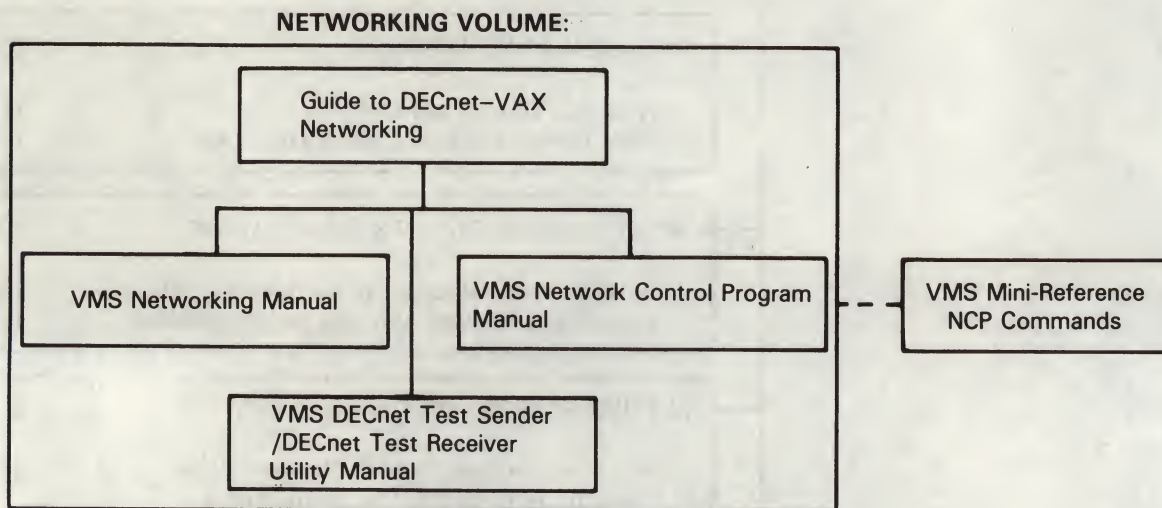 NETWORKING VOLUME:
Guide to DECnet–VAX
Networking
VMS Networking Manual
VMS Network Control Program
Manual
VMS Mini-Reference
NCP Commands
VMS DECnet Test Sender
/DECnet Test Receiver
Utility Manual